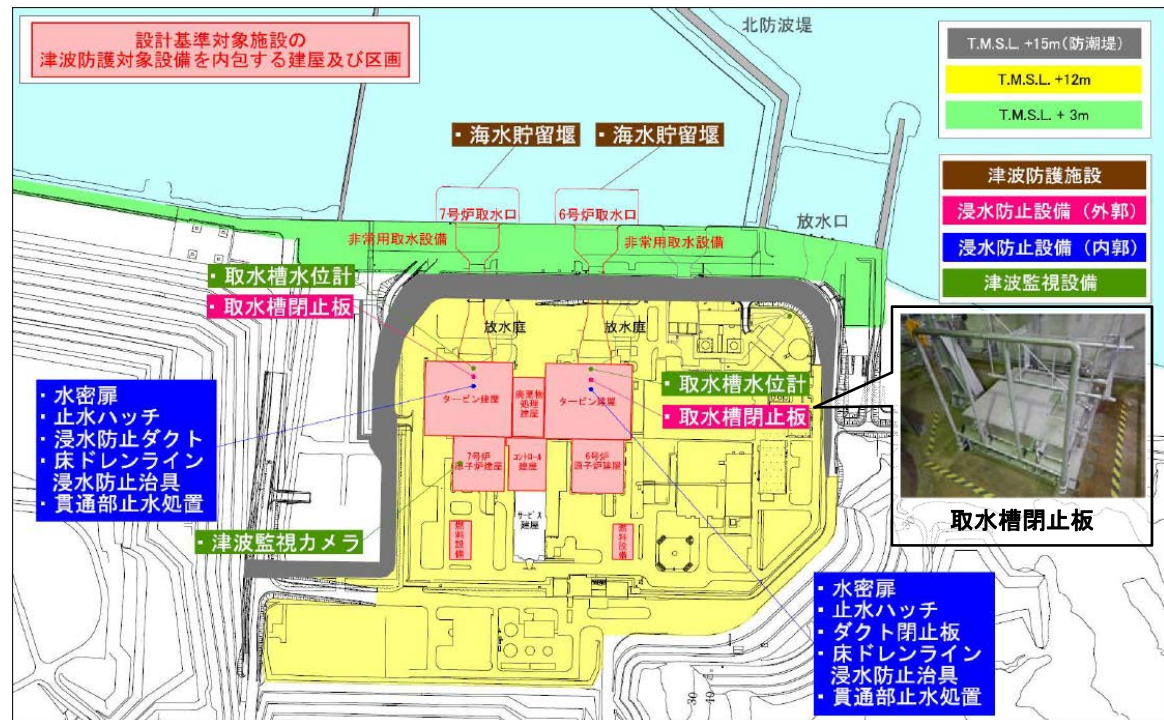 設計基準対象施設の
津波防護対象設備を内包する建屋及び区画
北防波堤
T.M.S.L. +15m(防潮堤)
T.M.S.L. +12m
T.M.S.L. + 3m
・海水貯留堰
・海水貯留堰
津波防護施設
浸水防止設備（外郭）
浸水防止設備（内郭）
津波監視設備
7号炉取水口
6号炉取水口
放水口
非常用取水設備
非常用取水設備
・取水槽水位計
・取水槽閉止板
放水庭
放水庭
・取水槽水位計
・取水槽閉止板
タービン建屋
廃棄物
処理
建屋
タービン建屋
・水密扉
・止水ハッチ
・浸水防止ダクト
・床ドレンライン
浸水防止治具
・貫通部止水処置
7号炉
原子炉建屋
コントロール
建屋
6号炉
原子炉建屋
取水槽閉止板
サービス
建屋
燃料設備
燃料設備
・津波監視カメラ
・水密扉
・止水ハッチ
・ダクト閉止板
・床ドレンライン
浸水防止治具
・貫通部止水処置
30
40